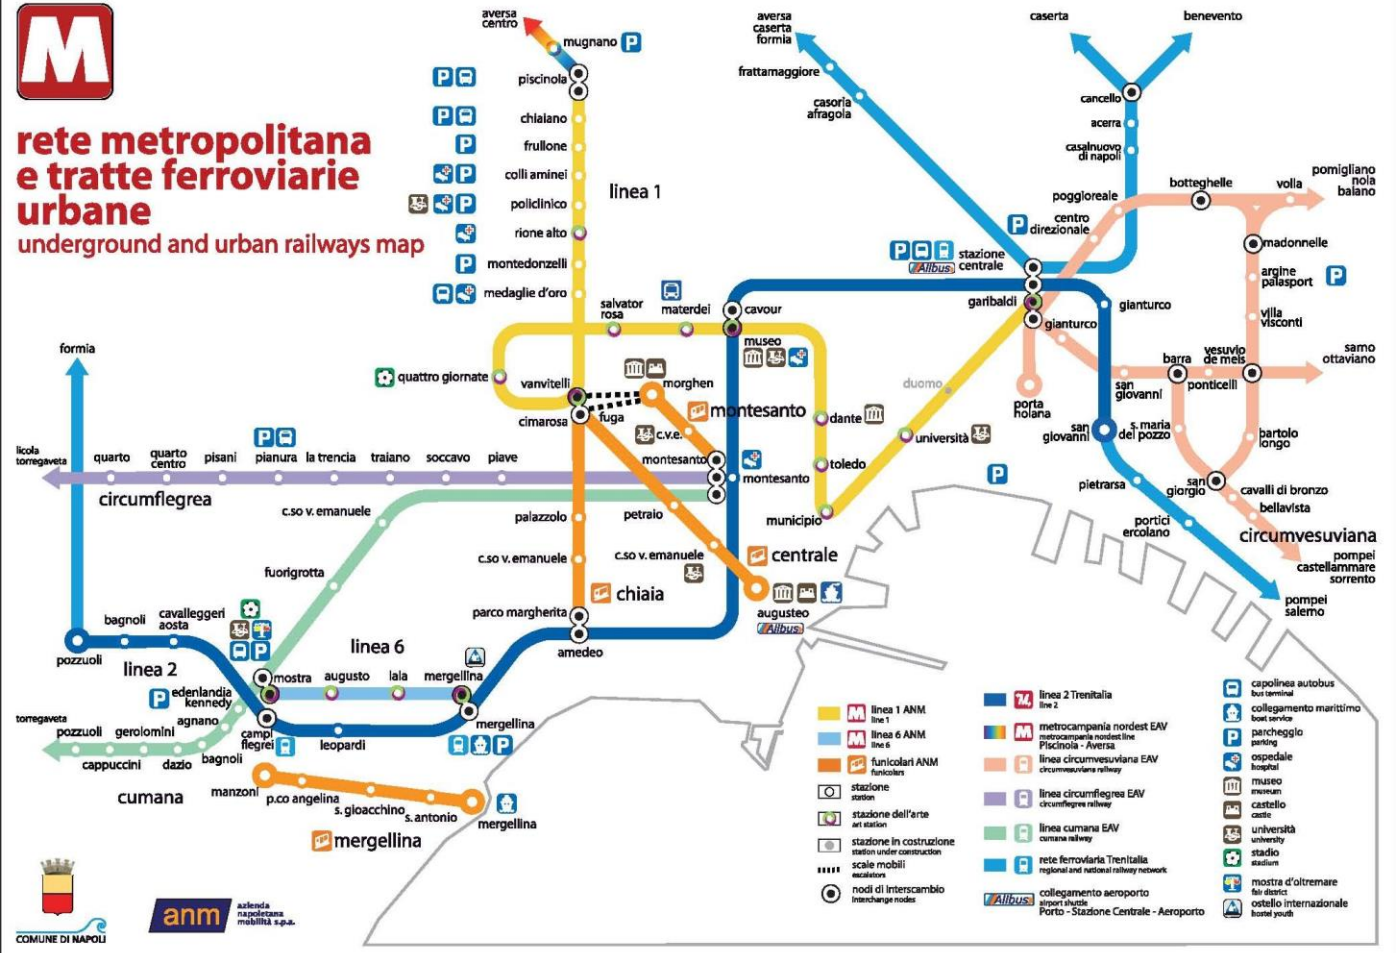 M
rete metropolitana
e tratte ferroviarie
urbane
underground and urban railways map
aversa
centro
mugnano
P
P
piscinola
P
chiaiano
P
frullone
P
colli aminei
P
policlinico
rione alto
P
montedonzelli
medaglie d'oro
linea 1
salvator
rosa
materdei
cavour
museo
quattro giornate
vanvitelli
cimarosa
fuga
morghen
montesanto
c.v.e.
montesanto
montesanto
dante
toledo
università
duomo
municipio
aversa
caserta
formia
frattamaggiore
casoria
afragola
caserta
benevento
cancello
acerra
casalnuovo
di napoli
poggioreale
botteghelle
volla
pomigliano
nola
baiano
P
centro
direzionale
P
Alibus
stazione
centrale
garibaldi
gianturco
gianturco
madonnelle
argine
palasport
P
villa
visconti
barra
vesuvio
de meis
ponticelli
sarno
ottaviano
porta
nolana
san
giovanni
san
giovanni
s. maria
del pozzo
bartolo
longo
P
pietrarsa
san
giorgio
cavalli di bronzo
bellavista
portici
ercolano
circumvesuviana
pompei
castellammare
sorrento
pompei
salerno
formia
licola
torregaveta
quarto
quarto
centro
pisani
P
pianura
la trencia
traiano
soccavo
piave
circumflegrea
c.so v. emanuele
fuorigrotta
palazzolo
petraio
c.so v. emanuele
c.so v. emanuele
centrale
chiaia
parco margherita
augusteo
Alibus
amedeo
bagnoli
cavalleggeri
aosta
P
pozzuoli
linea 2
linea 6
P
edenlandia
kennedy
mostra
augusto
lala
mergellina
mergellina
P
torregaveta
pozzuoli
gerolomini
agnano
campi
flegrei
leopardi
cappuccini
dazio
bagnoli
cumana
manzoni
p.co angelina
s. gioacchino
s. antonio
mergellina
mergellina
M
linea 1 ANM
line 1
M
linea 6 ANM
line 6
funicolari ANM
funicolars
stazione
station
stazione dell'arte
art station
stazione in costruzione
station under construction
scale mobili
escalators
nodi di interscambio
interchange nodes
linea 2 Trenitalia
line 2
M
metrocampania nordest EAV
metrocampania nordest line
Piscinola - Aversa
linea circumvesuviana EAV
circumvesuviana railway
linea circumflegrea EAV
circumflegrea railway
linea cumana EAV
cumana railway
rete ferroviaria Trenitalia
regional and national railway network
Alibus
collegamento aeroporto
airport shuttle
Porto - Stazione Centrale - Aeroporto
capolinea autobus
bus terminal
collegamento marittimo
boat service
P
parcheggio
parking
ospedale
hospital
museo
museum
castello
castle
università
university
stadio
stadium
mostra d'oltremare
fair district
ostello internazionale
hostel youth
COMUNE DI NAPOLI
anm
azienda
napoletana
mobilità s.p.a.